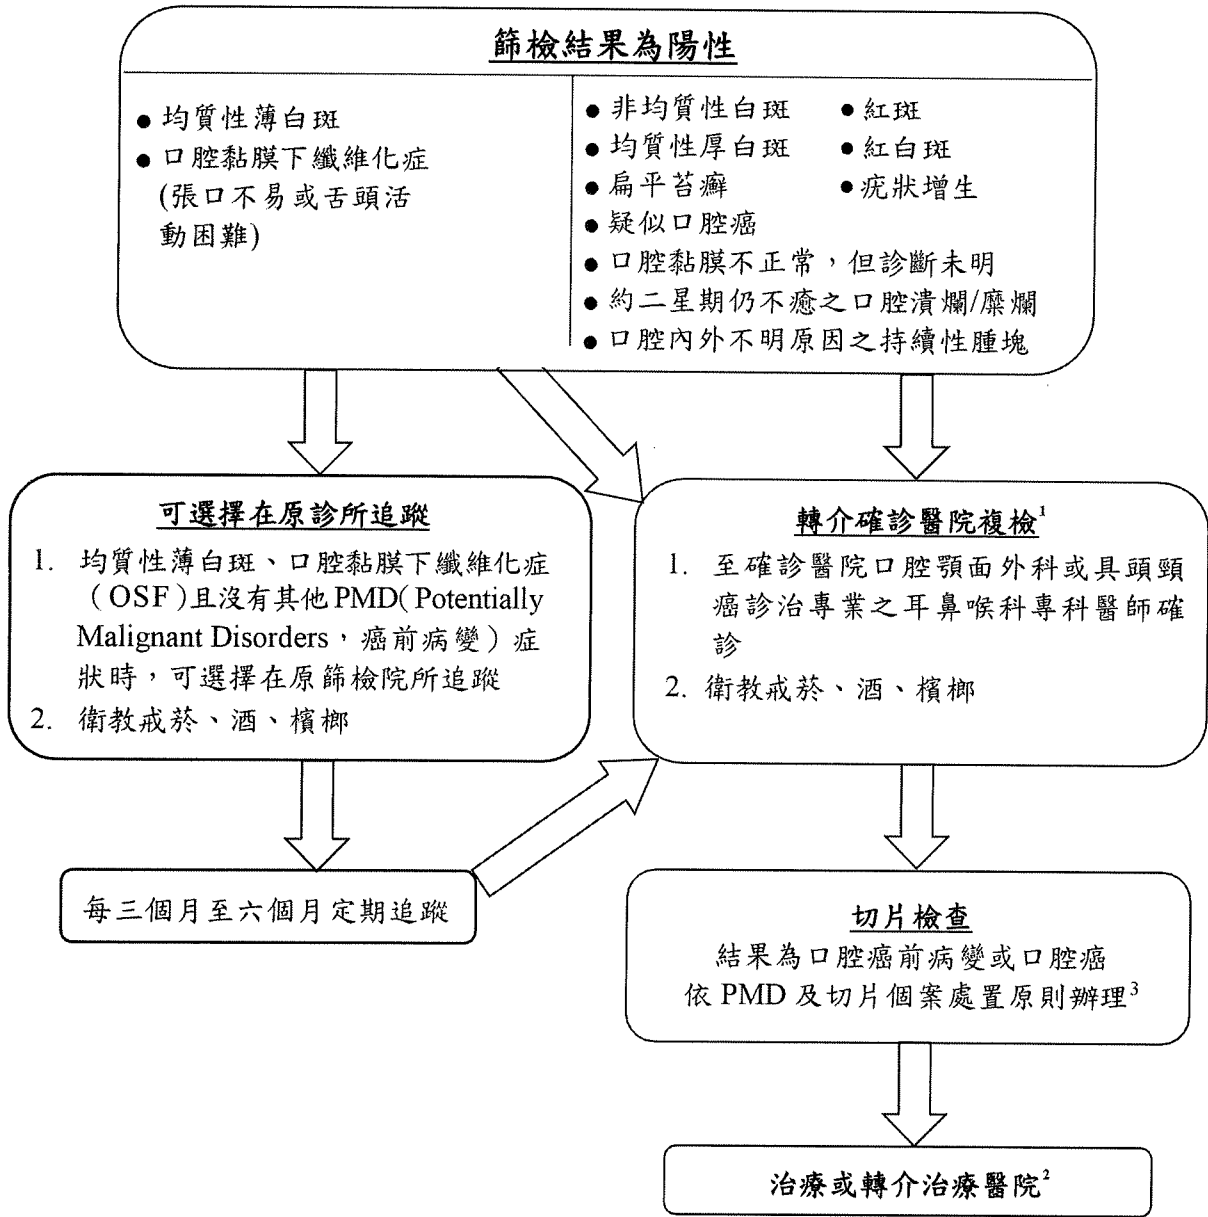 篩檢結果為陽性
● 均質性薄白斑
● 口腔黏膜下纖維化症
(張口不易或舌頭活
動困難)
● 非均質性白斑 ● 紅斑
● 均質性厚白斑 ● 紅白斑
● 扁平苔癬 ● 疣狀增生
● 疑似口腔癌
● 口腔黏膜不正常，但診斷未明
● 約二星期仍不癒之口腔潰爛/糜爛
● 口腔內外不明原因之持續性腫塊
可選擇在原診所追蹤
1. 均質性薄白斑、口腔黏膜下纖維化症
（OSF）且沒有其他 PMD（Potentially
Malignant Disorders，癌前病變）症
狀時，可選擇在原篩檢院所追蹤
2. 衛教戒菸、酒、檳榔
轉介確診醫院複檢¹
1. 至確診醫院口腔顎面外科或具頭頸
癌診治專業之耳鼻喉科專科醫師確
診
2. 衛教戒菸、酒、檳榔
每三個月至六個月定期追蹤
切片檢查
結果為口腔癌前病變或口腔癌
依 PMD 及切片個案處置原則辦理³
治療或轉介治療醫院²